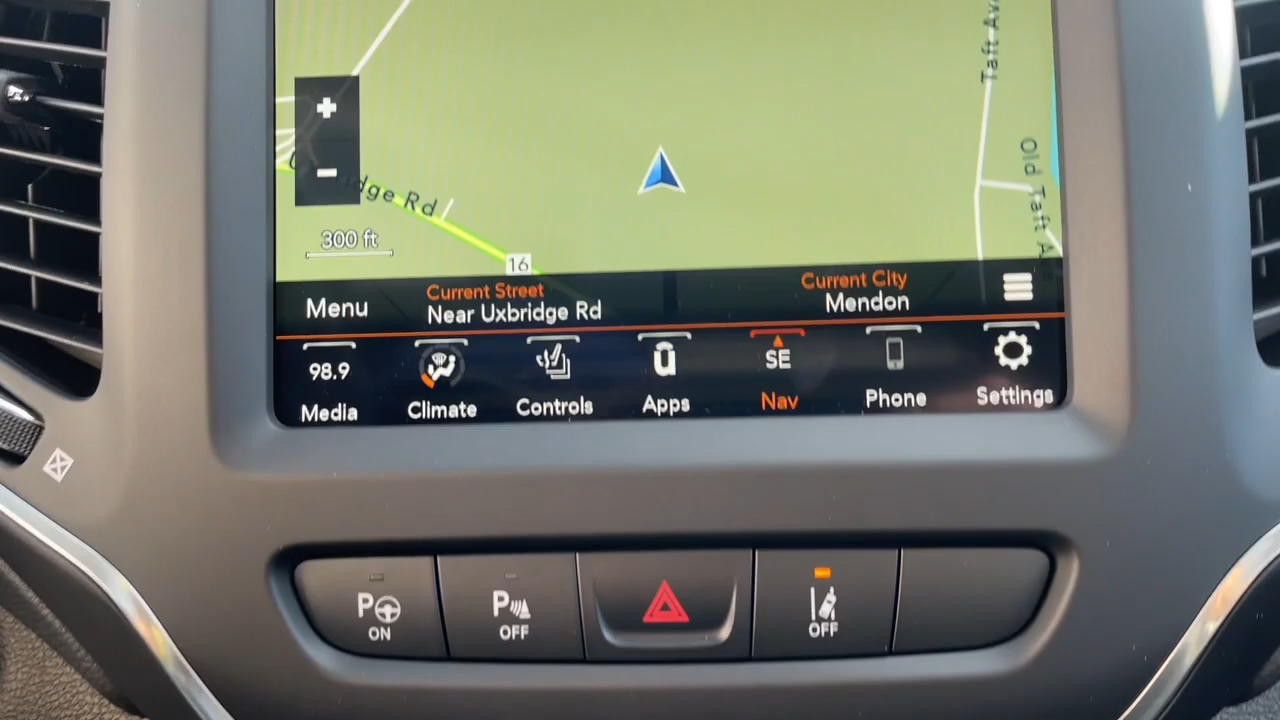 Taft Av
Old Taft A
dge Rd
300 ft
16
Menu
Current Street
Near Uxbridge Rd
Current City
Mendon
98.9
SE
Media
Climate
Controls
Apps
Nav
Phone
Settings
P
ON
P
OFF
OFF